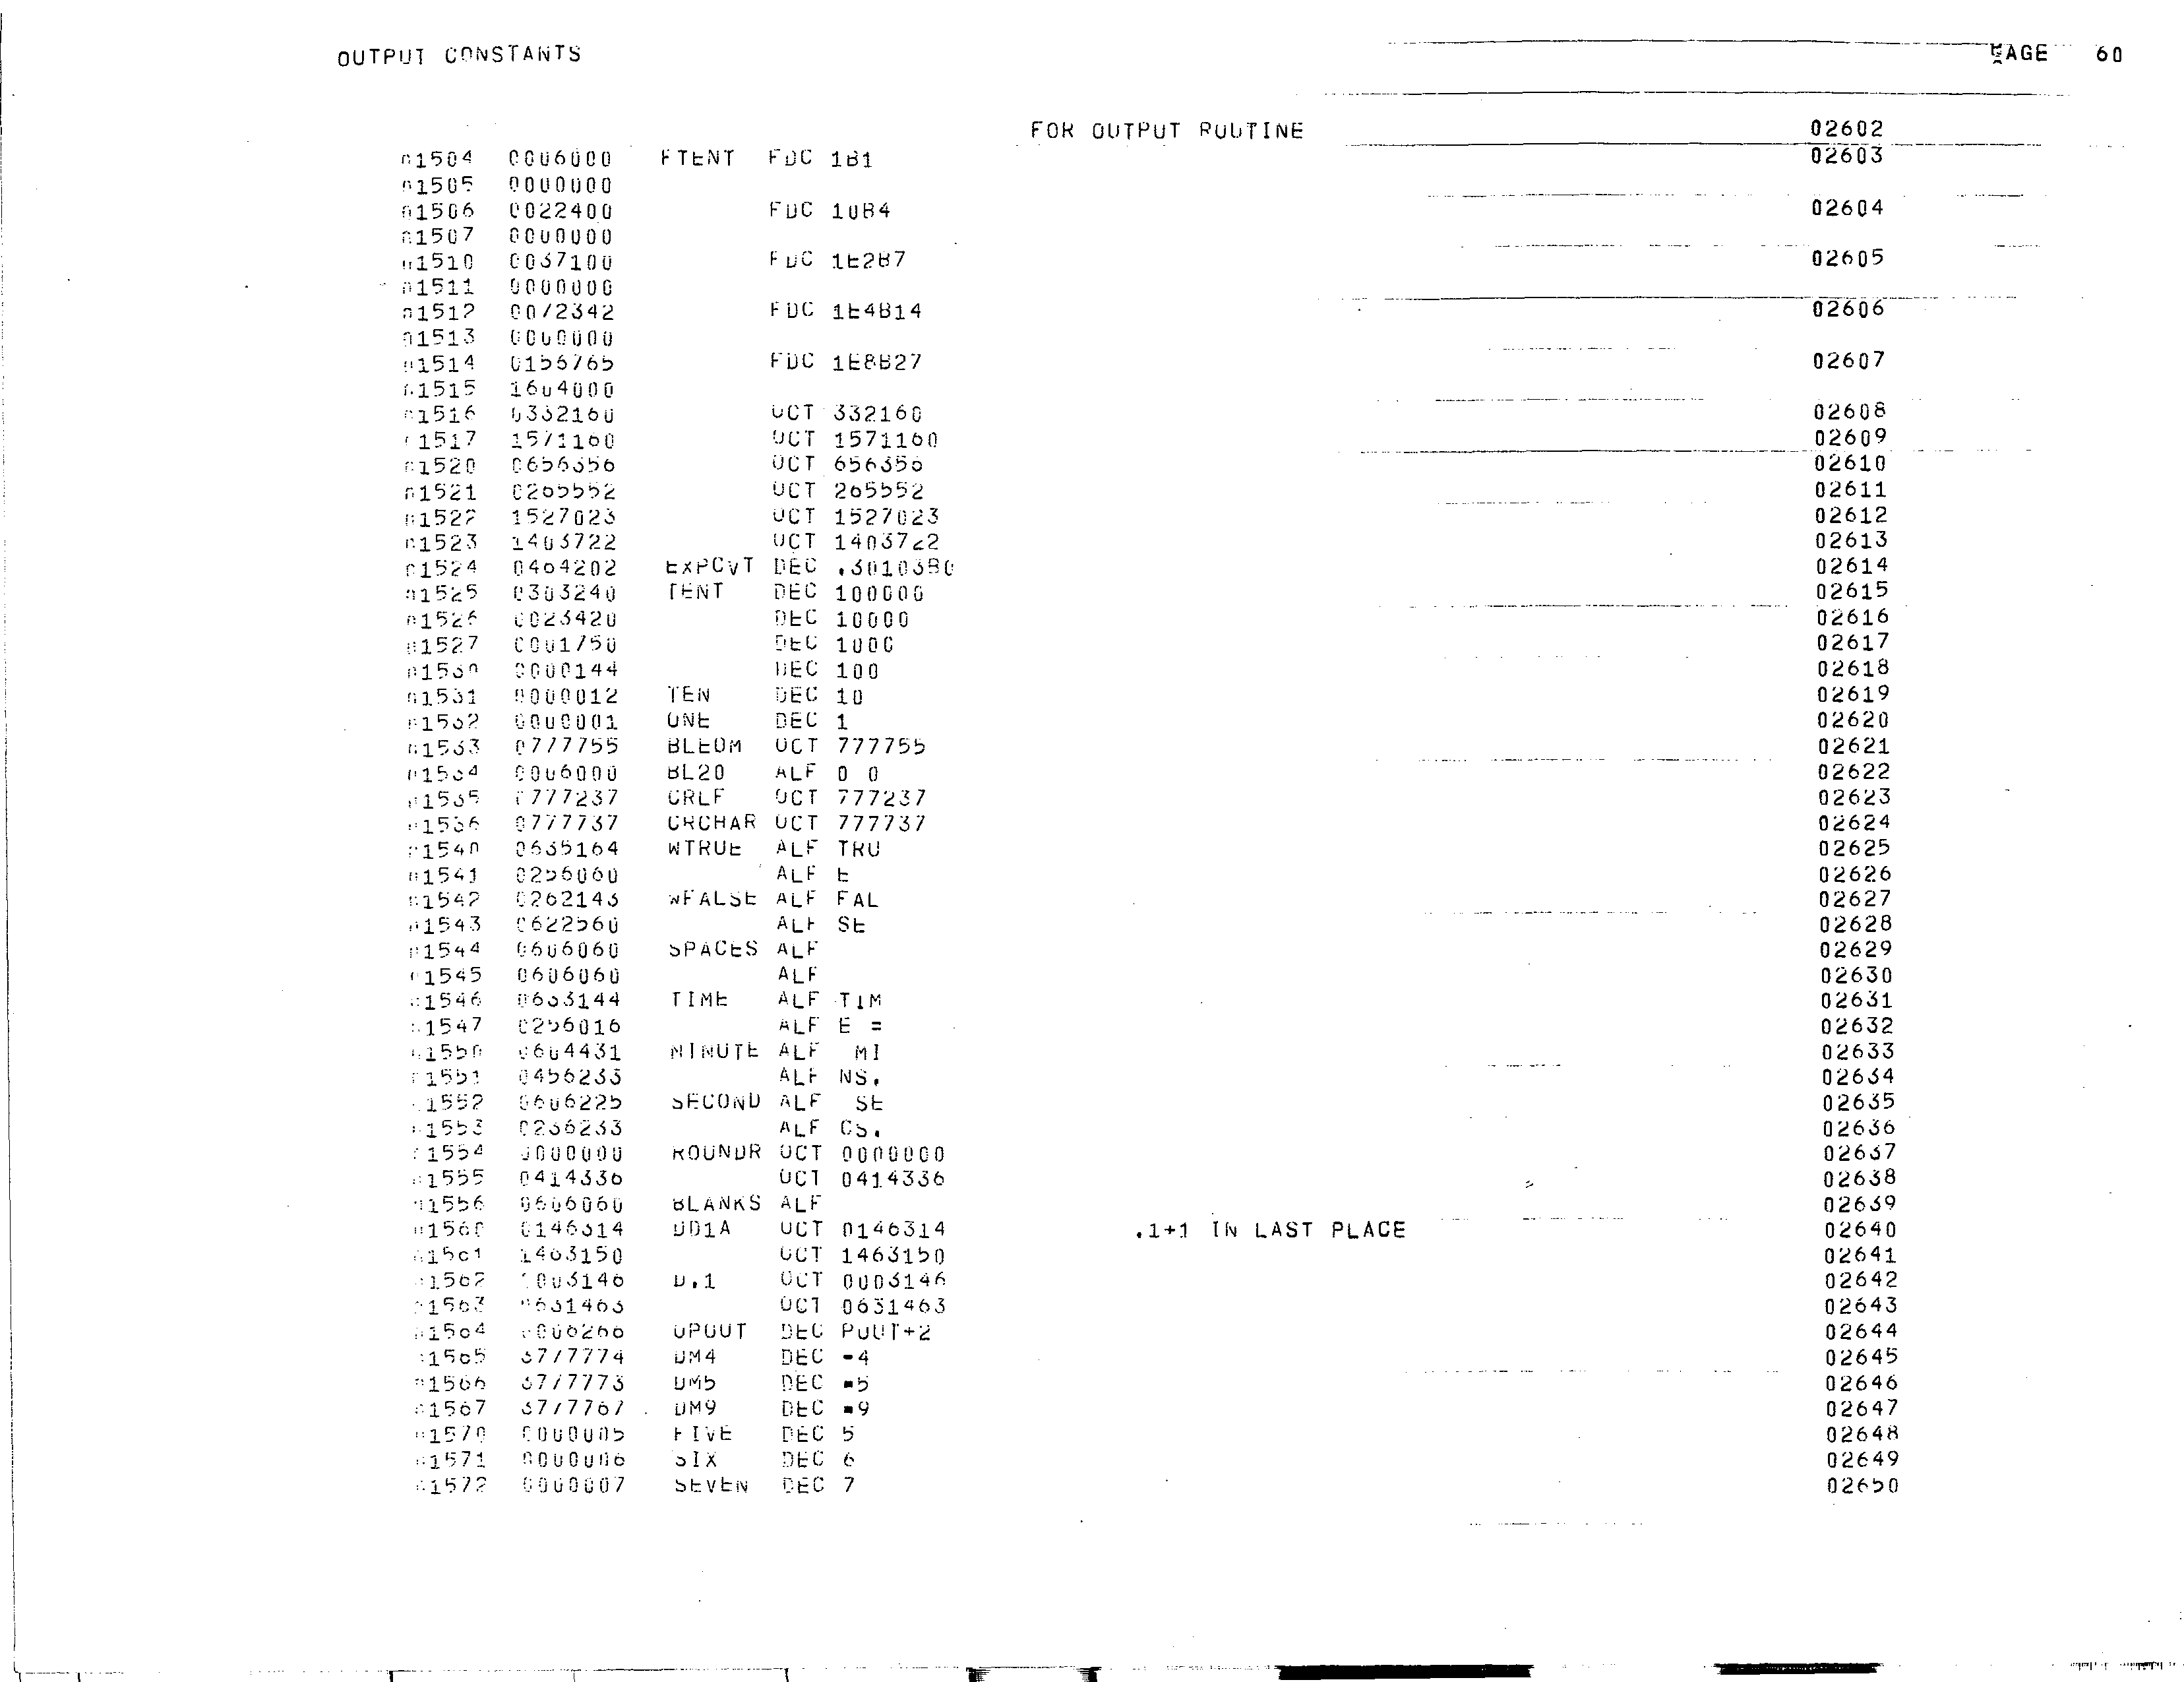 OUTPUT CONSTANTS PAGE 60
FOR OUTPUT ROUTINE 02602
01504 0006000 FTENT FDC 1B1 02603
01505 0000000
01506 0022400 FDC 10B4 02604
01507 0000000
01510 0037100 FDC 1E2B7 02605
01511 0000000
01512 0072342 FDC 1E4B14 02606
01513 0000000
01514 0156765 FDC 1E8B27 02607
01515 1604000
01516 0332160 OCT 332160 02608
01517 1571160 OCT 1571160 02609
01520 0656356 OCT 656356 02610
01521 0265552 OCT 265552 02611
01522 1527023 OCT 1527023 02612
01523 1403722 OCT 1403722 02613
01524 0464202 EXPCVT DEC .30103B0 02614
01525 0303240 TENT DEC 100000 02615
01526 0023420 DEC 10000 02616
01527 0001750 DEC 1000 02617
01530 0000144 DEC 100 02618
01531 0000012 TEN DEC 10 02619
01532 0000001 ONE DEC 1 02620
01533 0777755 BLEOM OCT 777755 02621
01534 0006000 BL20 ALF 0 0 02622
01535 0777237 CRLF OCT 777237 02623
01536 0777737 CRCHAR OCT 777737 02624
01540 0635164 WTRUE ALF TRU 02625
01541 0256060 ALF E 02626
01542 0262143 WFALSE ALF FAL 02627
01543 0622560 ALF SE 02628
01544 0606060 SPACES ALF 02629
01545 0606060 ALF 02630
01546 0633144 TIME ALF TIM 02631
01547 0256016 ALF E = 02632
01550 0604431 MINUTE ALF MI 02633
01551 0456233 ALF NS. 02634
01552 0606225 SECOND ALF SE 02635
01553 0236233 ALF CS. 02636
01554 0000000 ROUNDR OCT 0000000 02637
01555 0414336 OCT 0414336 02638
01556 0606060 BLANKS ALF 02639
01560 0146314 DD1A OCT 0146314 .1+1 IN LAST PLACE 02640
01561 1463150 OCT 1463150 02641
01562 0003146 D.1 OCT 0003146 02642
01563 0631463 OCT 0631463 02643
01564 0006266 OPOUT DEC POUT+2 02644
01565 3777774 DM4 DEC -4 02645
01566 3777773 DM5 DEC -5 02646
01567 3777767 DM9 DEC -9 02647
01570 0000005 FIVE DEC 5 02648
01571 0000006 SIX DEC 6 02649
01572 0000007 SEVEN DEC 7 02650